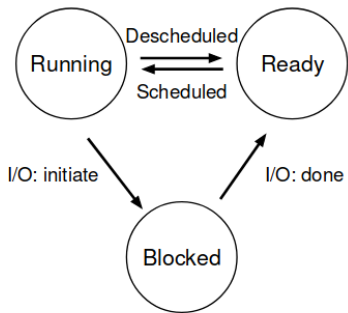 Descheduled
Running
Ready
Scheduled
I/O: initiate
I/O: done
Blocked